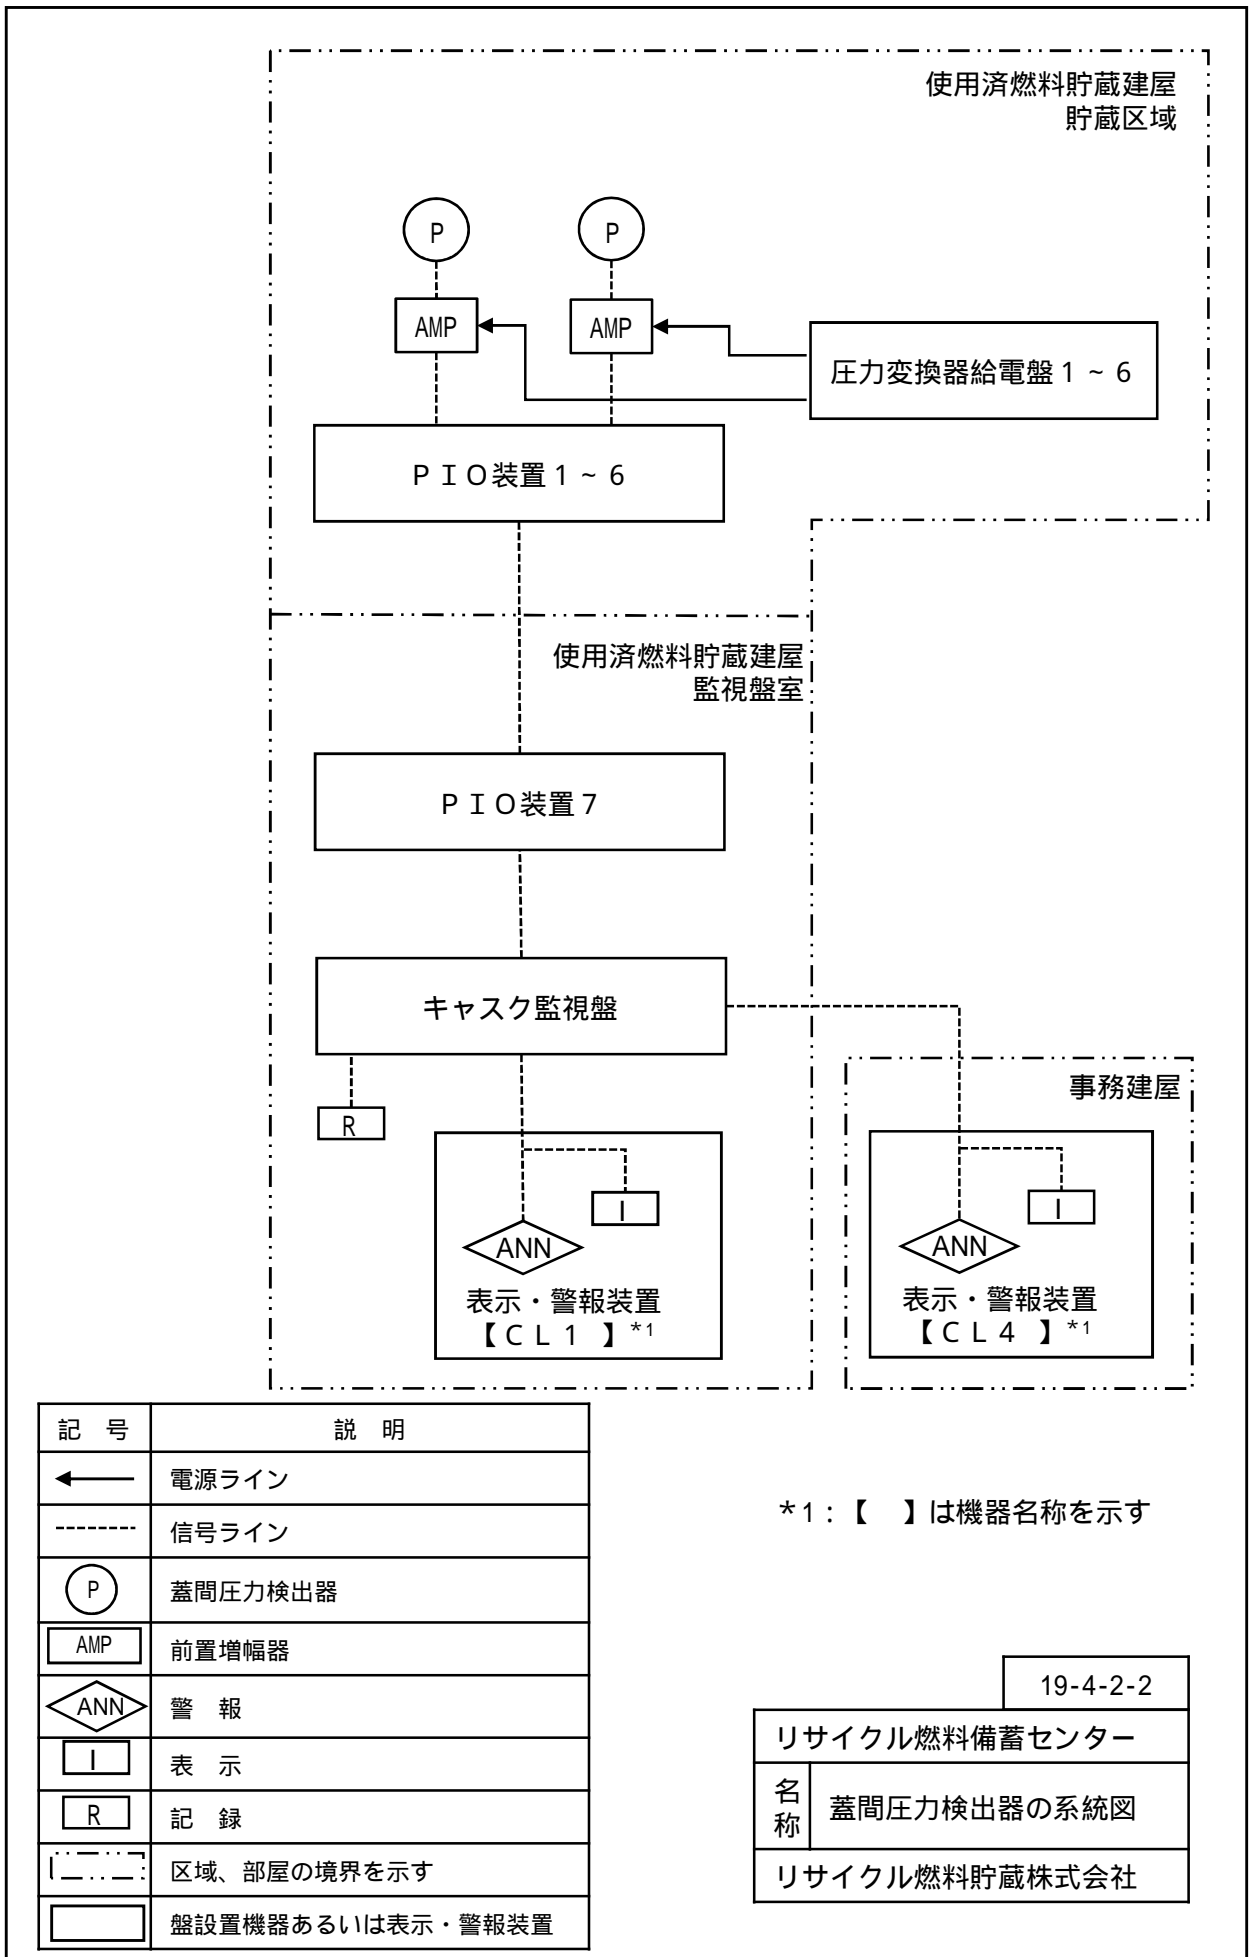 使用済燃料貯蔵建屋
貯蔵区域
P
P
AMP
AMP
圧力変換器給電盤１～６
ＰＩＯ装置１～６
使用済燃料貯蔵建屋
監視盤室
ＰＩＯ装置７
キャスク監視盤
R
I
ANN
表示・警報装置
【ＣＬ１】*1
事務建屋
I
ANN
表示・警報装置
【ＣＬ４】*1
記　号　説　明
電源ライン
信号ライン
P　蓋間圧力検出器
AMP　前置増幅器
ANN　警　報
I　表　示
R　記　録
区域、部屋の境界を示す
盤設置機器あるいは表示・警報装置
*1：【　】は機器名称を示す
19-4-2-2
リサイクル燃料備蓄センター
名称　蓋間圧力検出器の系統図
リサイクル燃料貯蔵株式会社